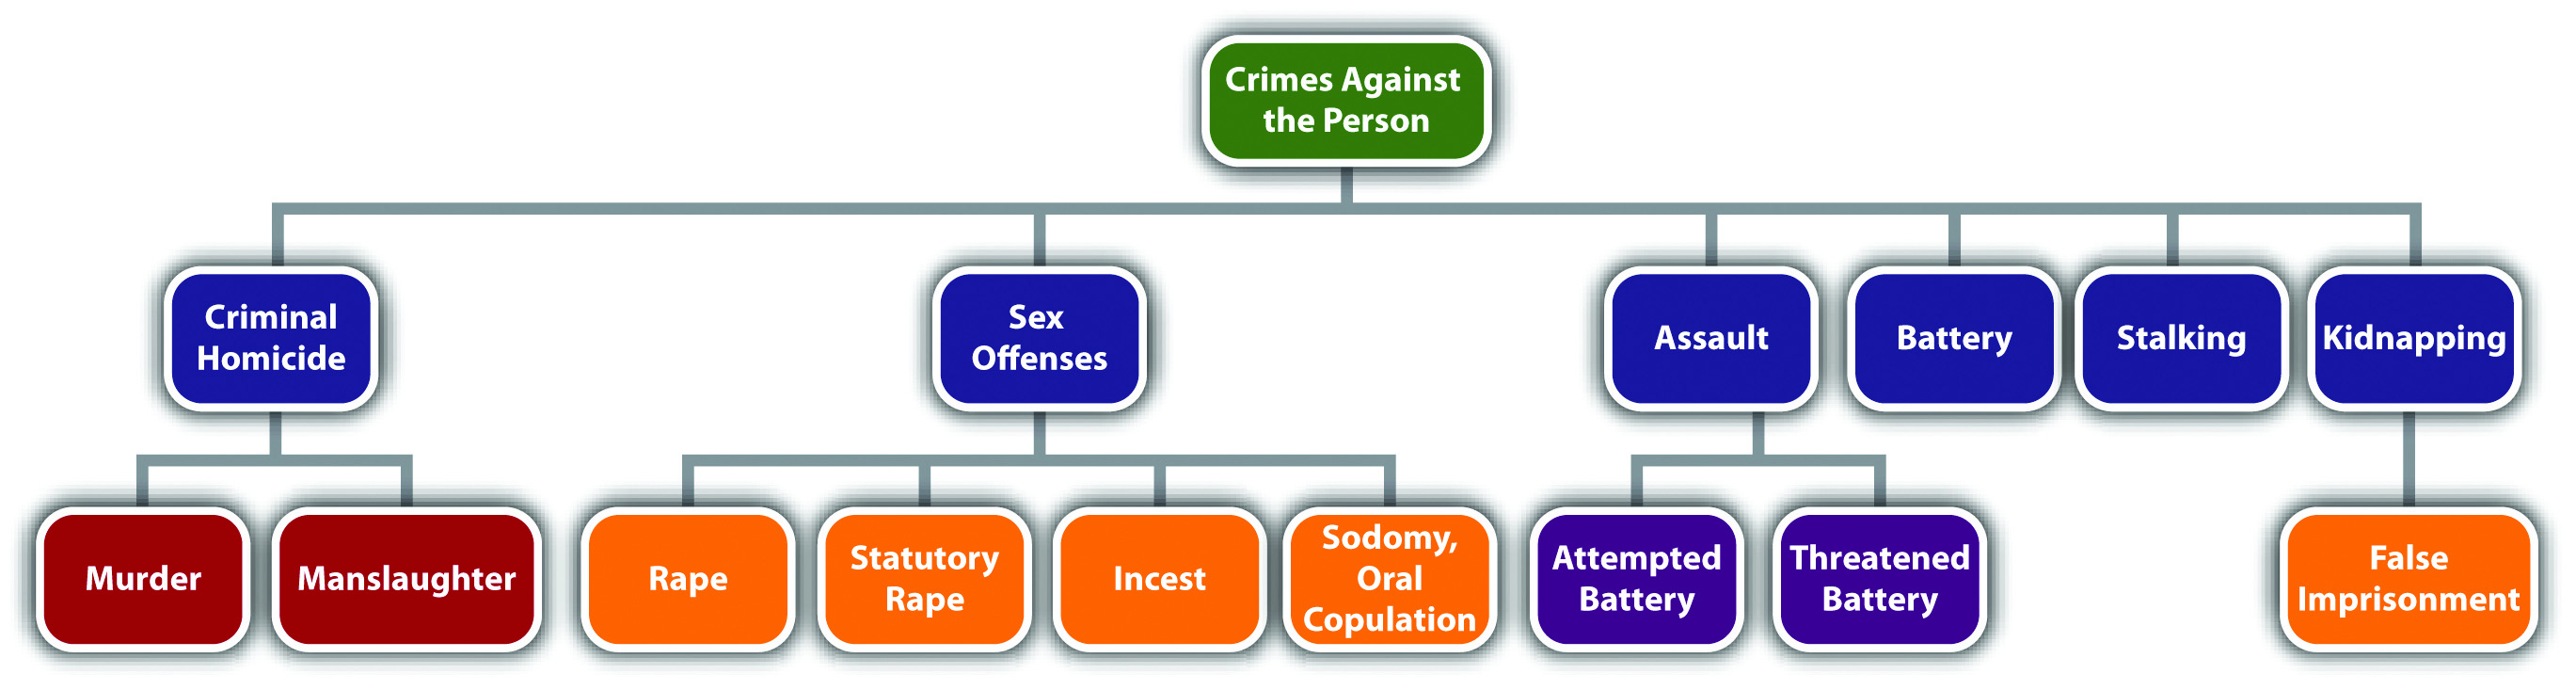 Crimes Against
the Person
Criminal
Homicide
Sex
Offenses
Assault
Battery
Stalking
Kidnapping
Murder
Manslaughter
Rape
Statutory
Rape
Incest
Sodomy,
Oral
Copulation
Attempted
Battery
Threatened
Battery
False
Imprisonment